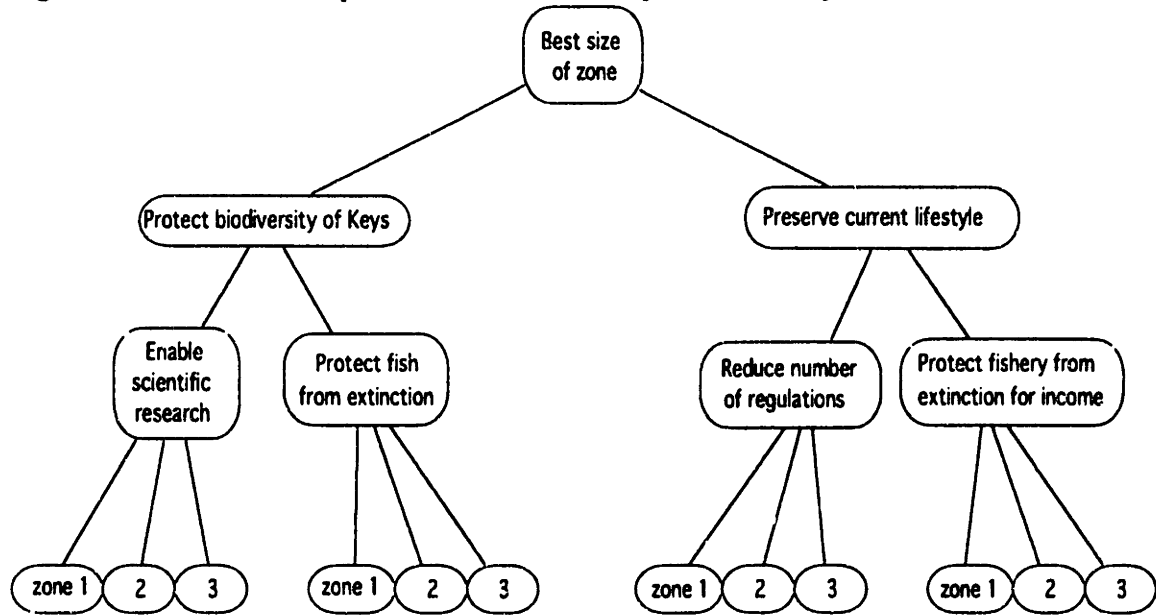 Best size
of zone
Protect biodiversity of Keys
Preserve current lifestyle
Enable
scientific
research
Protect fish
from extinction
Reduce number
of regulations
Protect fishery from
extinction for income
zone 1 2 3
zone 1 2 3
zone 1 2 3
zone 1 2 3